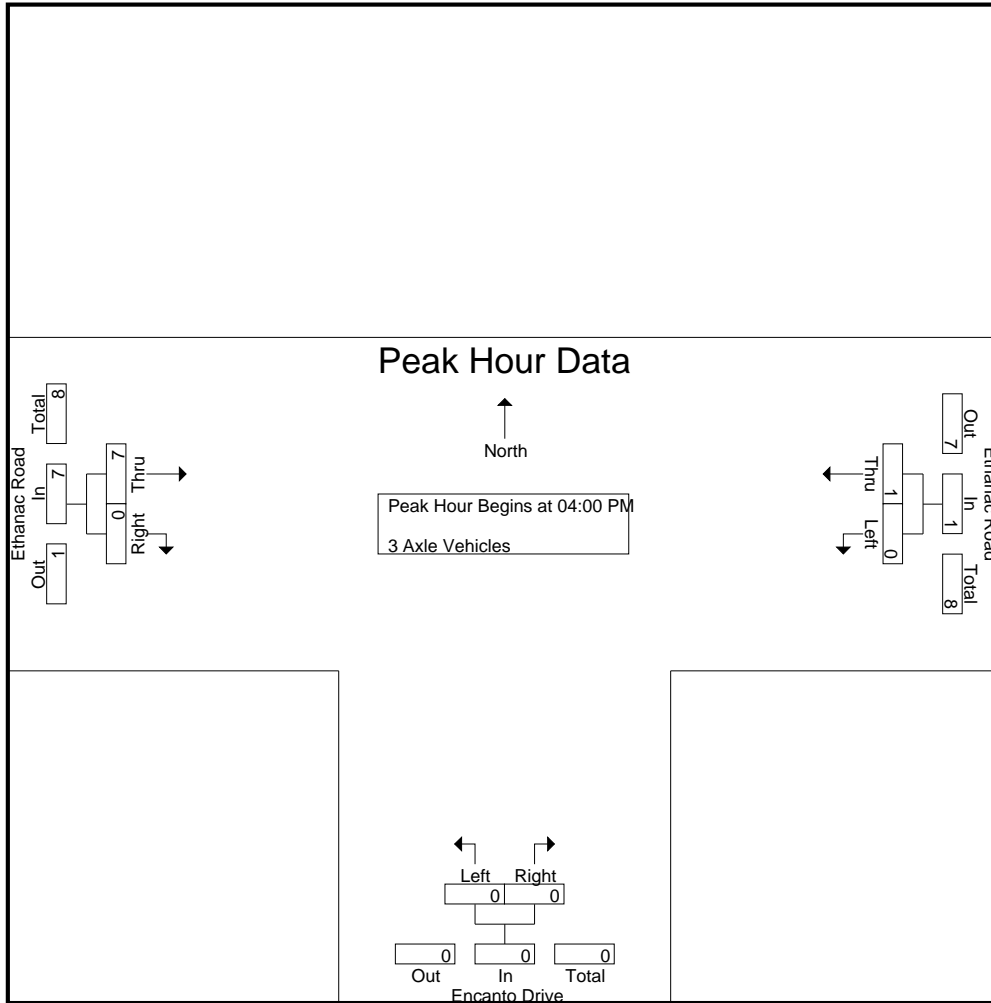 Peak Hour Data
North
Peak Hour Begins at 04:00 PM
3 Axle Vehicles
Ethanac Road
Total
8
In
7
Out
1
Thru
7
Right
0
Ethanac Road
Out
7
In
1
Total
8
Thru
1
Left
0
Left Right
0 0
0 0 0
Out In Total
Encanto Drive